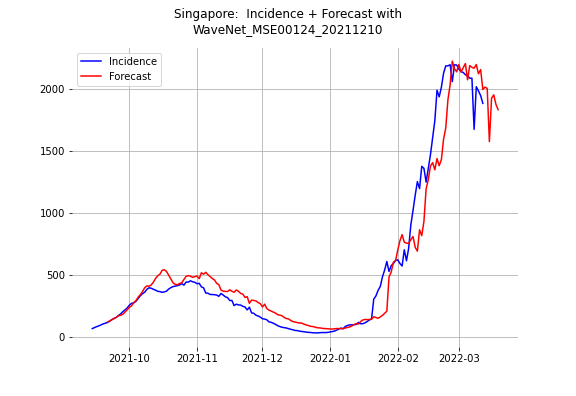 Singapore:  Incidence + Forecast with
WaveNet_MSE00124_20211210
Incidence
Forecast
2000
1500
1000
500
0
2021-10
2021-11
2021-12
2022-01
2022-02
2022-03